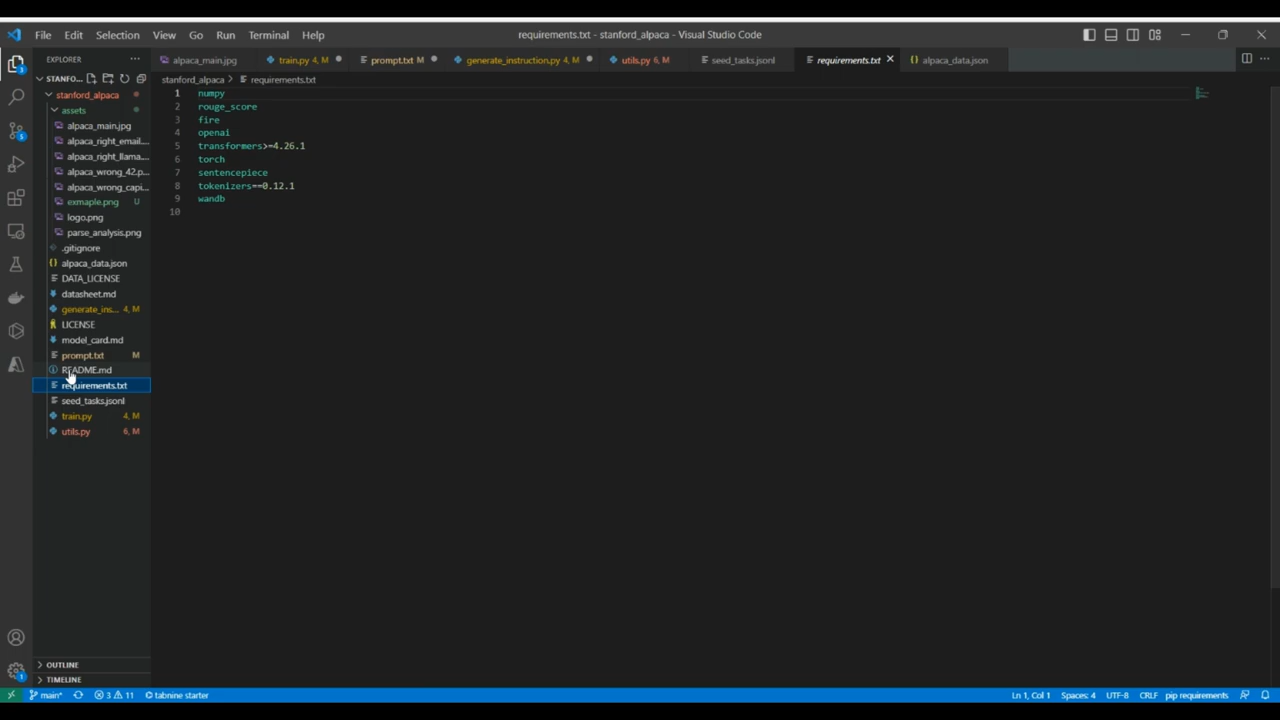 File Edit Selection View Go Run Terminal Help
requirements.txt - stanford_alpaca - Visual Studio Code
EXPLORER
alpaca_main.jpg
train.py 4, M
prompt.txt M
generate_instruction.py 4, M
utils.py 6, M
seed_tasks.jsonl
requirements.txt
alpaca_data.json
STANFO...
stanford_alpaca > requirements.txt
stanford_alpaca
assets
alpaca_main.jpg
alpaca_right_email....
alpaca_right_llama....
alpaca_wrong_42.p...
alpaca_wrong_capi...
exmaple.png U
logo.png
parse_analysis.png
.gitignore
alpaca_data.json
DATA_LICENSE
datasheet.md
generate_ins... 4, M
LICENSE
model_card.md
prompt.txt M
README.md
requirements.txt
seed_tasks.jsonl
train.py 4, M
utils.py 6, M
1 numpy
2 rouge_score
3 fire
4 openai
5 transformers>=4.26.1
6 torch
7 sentencepiece
8 tokenizers==0.12.1
9 wandb
10
OUTLINE
TIMELINE
main* 3 11 tabnine starter
Ln 1, Col 1 Spaces: 4 UTF-8 CRLF pip requirements